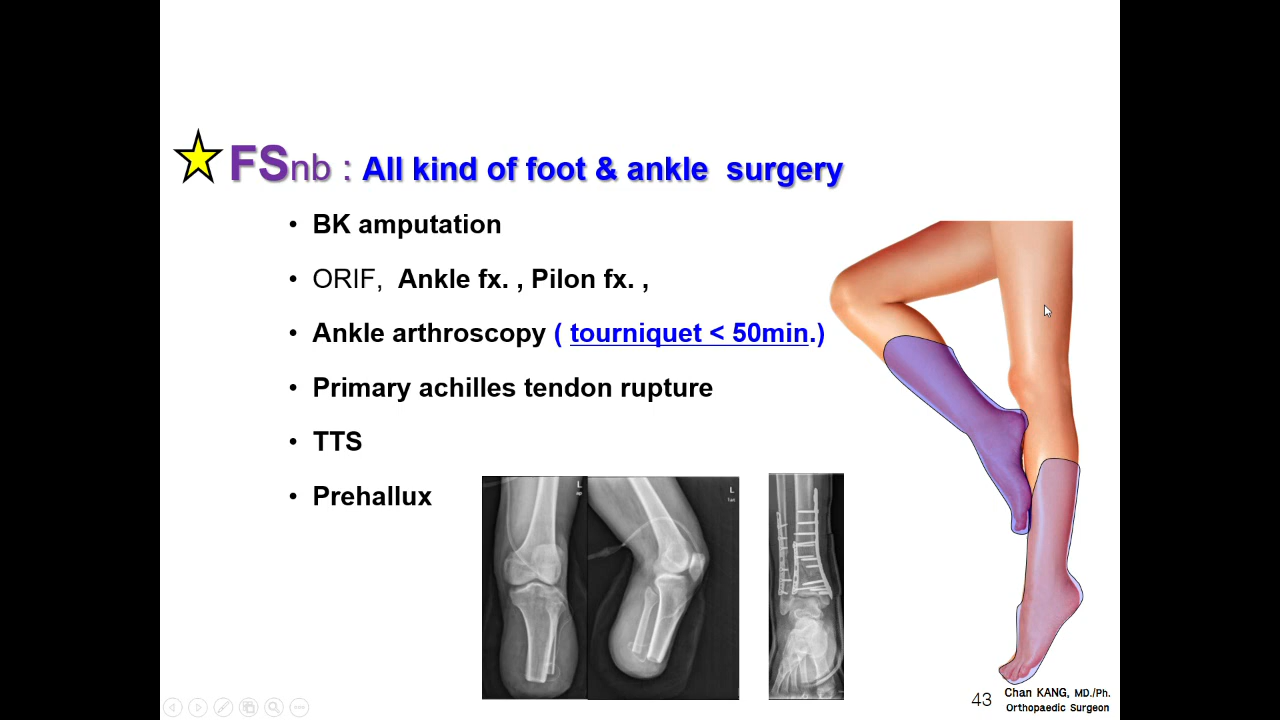 FSnb : All kind of foot & ankle surgery
• BK amputation
• ORIF, Ankle fx. , Pilon fx. ,
• Ankle arthroscopy ( tourniquet < 50min.)
• Primary achilles tendon rupture
• TTS
• Prehallux
L
L
43
Chan KANG, MD./Ph.
Orthopaedic Surgeon